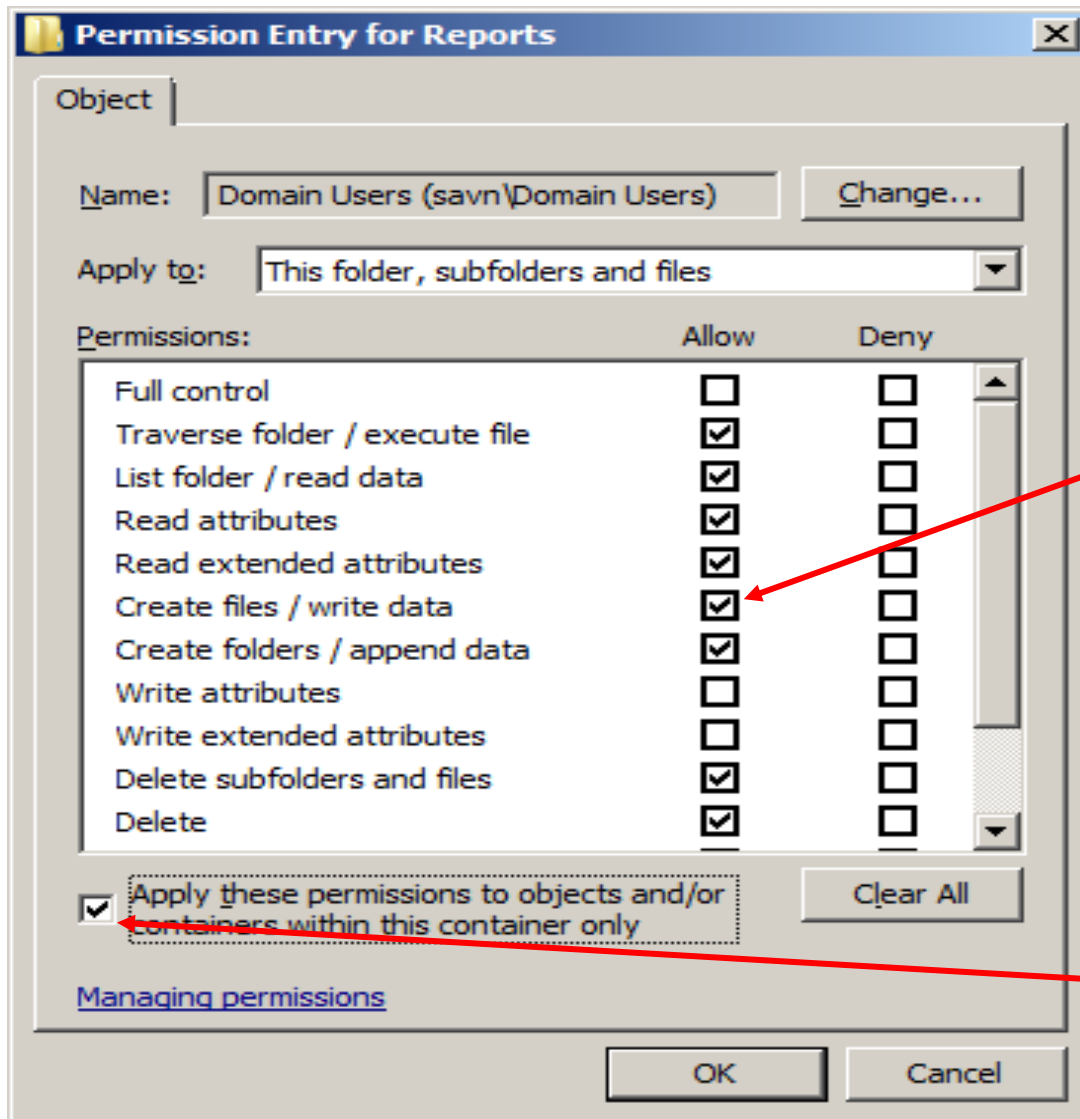 Permission Entry for Reports
Object
Name: Domain Users (savn\Domain Users) Change...
Apply to: This folder, subfolders and files
Permissions: Allow Deny
Full control
Traverse folder / execute file
List folder / read data
Read attributes
Read extended attributes
Create files / write data
Create folders / append data
Write attributes
Write extended attributes
Delete subfolders and files
Delete
Apply these permissions to objects and/or Clear All
containers within this container only
Managing permissions
OK Cancel